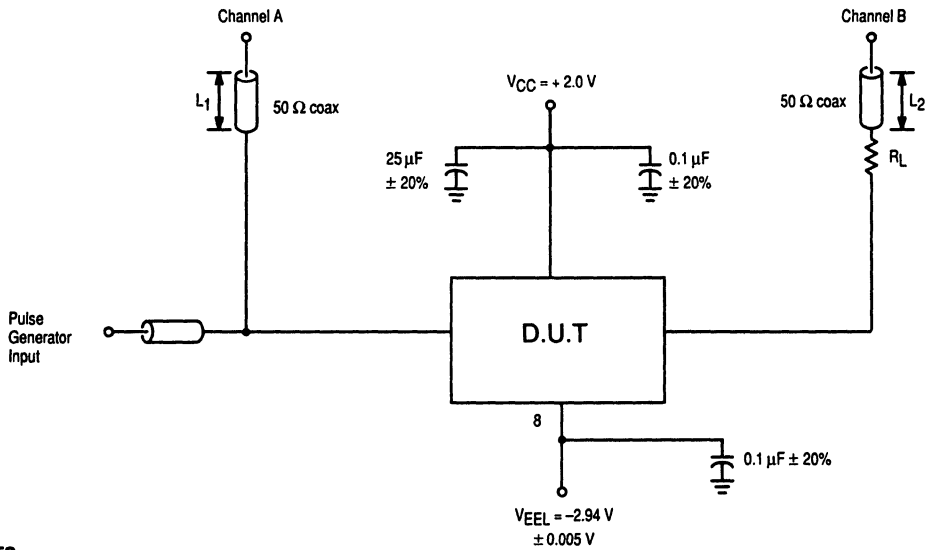 Channel A
Channel B
L1
50 Ω coax
VCC = + 2.0 V
50 Ω coax
L2
25 µF
± 20%
0.1 µF
± 20%
RL
Pulse
Generator
Input
D.U.T
8
0.1 µF ± 20%
VEEL = –2.94 V
± 0.005 V